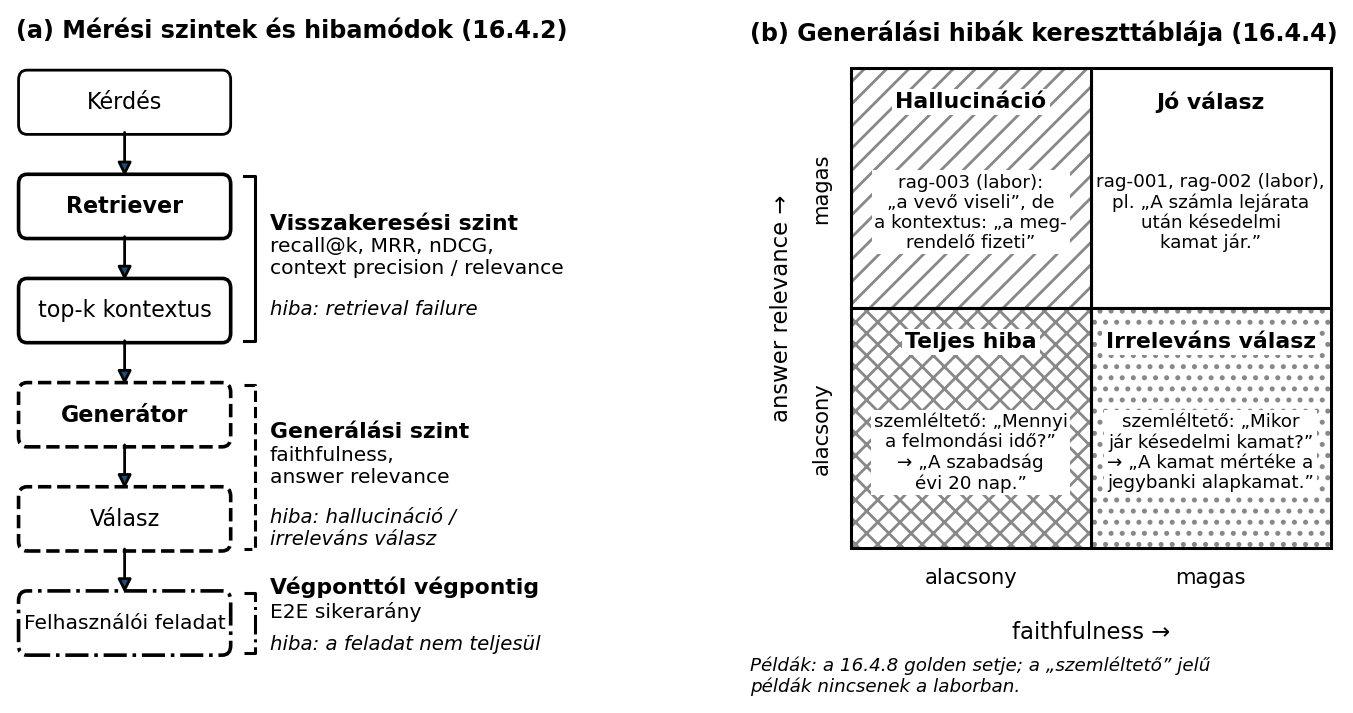 (a) Mérési szintek és hibamódok (16.4.2)
Kérdés
Retriever
top-k kontextus
Generátor
Válasz
Felhasználói feladat
Visszakeresési szint
recall@k, MRR, nDCG,
context precision / relevance
hiba: retrieval failure
Generálási szint
faithfulness,
answer relevance
hiba: hallucináció /
irreleváns válasz
Végponttól végpontig
E2E sikerarány
hiba: a feladat nem teljesül
(b) Generálási hibák kereszttáblája (16.4.4)
answer relevance →
magas
alacsony
Hallucináció
rag-003 (labor):
„a vevő viseli”, de
a kontextus: „a meg-
rendelő fizeti”
Jó válasz
rag-001, rag-002 (labor),
pl. „A számla lejárata
után késedelmi
kamat jár.”
Teljes hiba
szemléltető: „Mennyi
a felmondási idő?”
→ „A szabadság
évi 20 nap.”
Irreleváns válasz
szemléltető: „Mikor
jár késedelmi kamat?”
→ „A kamat mértéke a
jegybanki alapkamat.”
alacsony
magas
faithfulness →
Példák: a 16.4.8 golden setje; a „szemléltető” jelű
példák nincsenek a laborban.